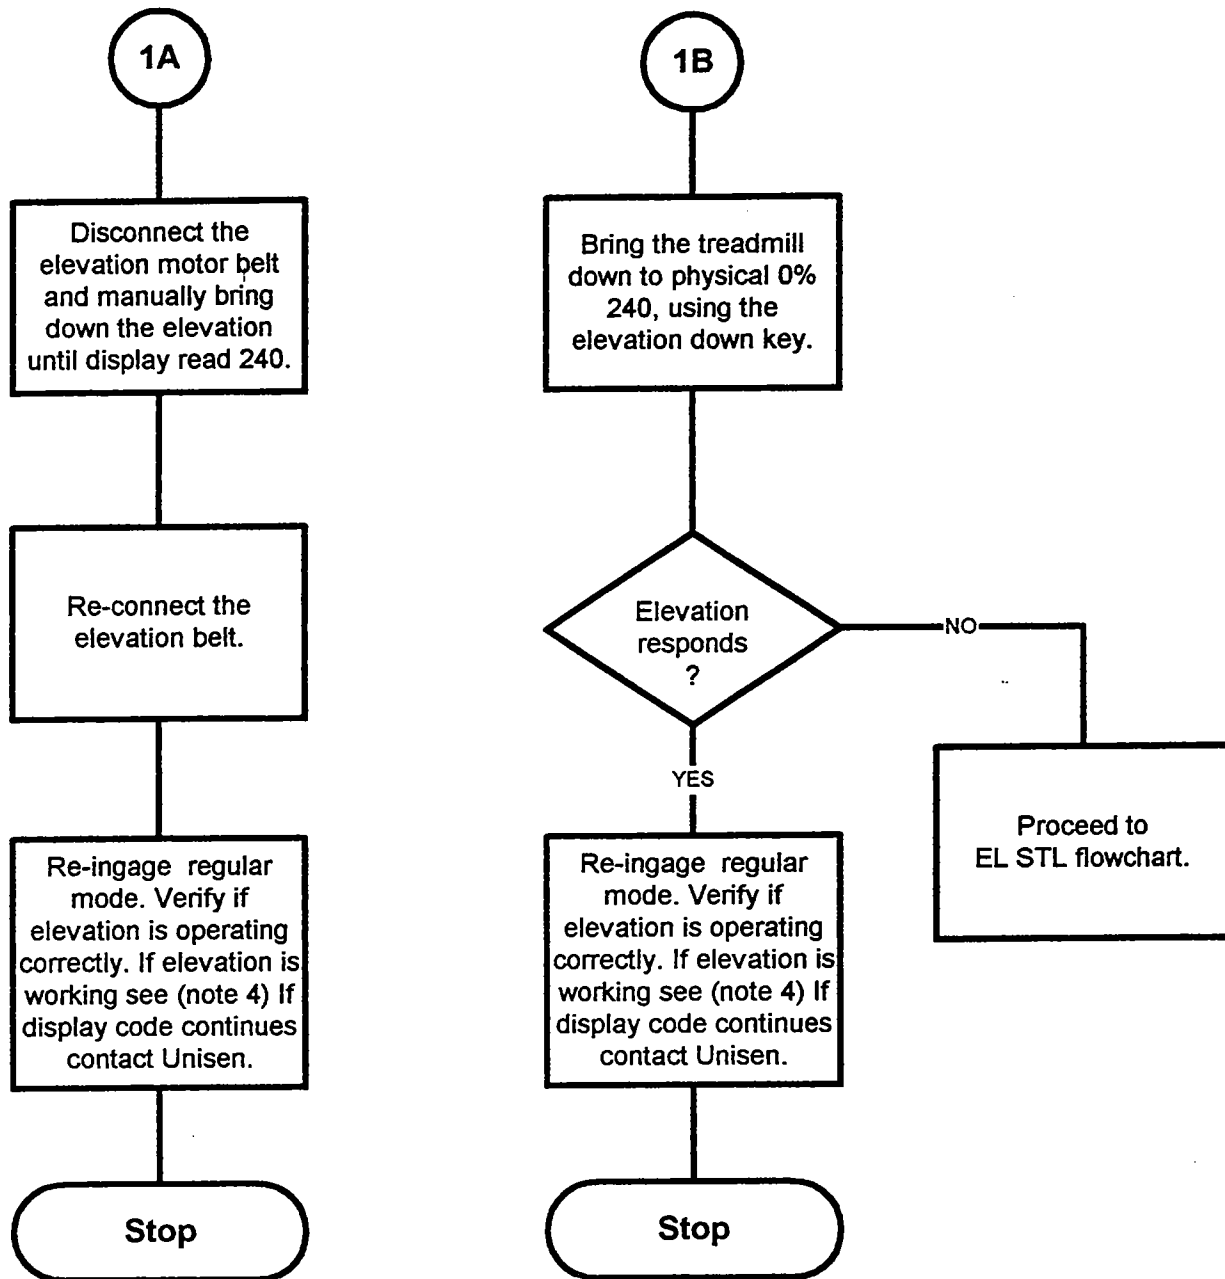 1A
Disconnect the
elevation motor belt
and manually bring
down the elevation
until display read 240.
Re-connect the
elevation belt.
Re-ingage regular
mode. Verify if
elevation is operating
correctly. If elevation is
working see (note 4) If
display code continues
contact Unisen.
Stop
1B
Bring the treadmill
down to physical 0%
240, using the
elevation down key.
Elevation
responds
?
NO
YES
Proceed to
EL STL flowchart.
Re-ingage regular
mode. Verify if
elevation is operating
correctly. If elevation is
working see (note 4) If
display code continues
contact Unisen.
Stop